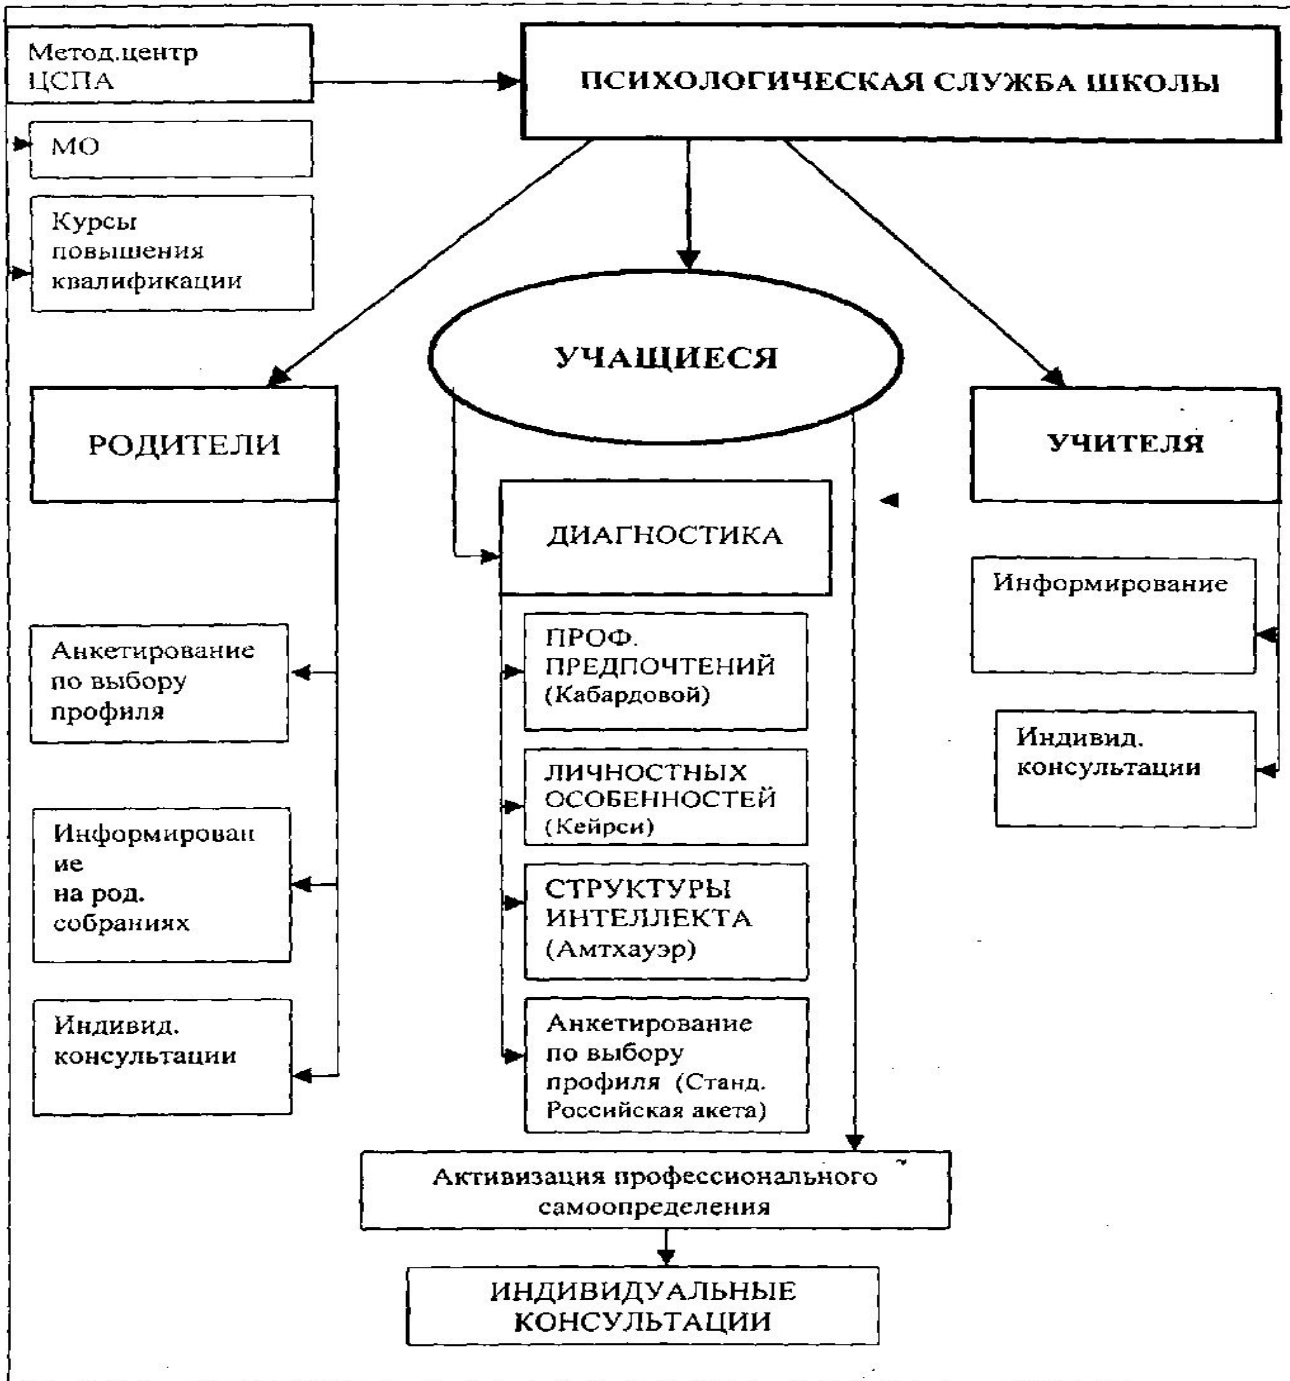 Метод.центр
ЦСПА
ПСИХОЛОГИЧЕСКАЯ СЛУЖБА ШКОЛЫ
МО
Курсы
повышения
квалификации
УЧАЩИЕСЯ
РОДИТЕЛИ
УЧИТЕЛЯ
ДИАГНОСТИКА
Информирование
Анкетирование
по выбору
профиля
ПРОФ.
ПРЕДПОЧТЕНИЙ
(Кабардовой)
Индивид.
консультации
ЛИЧНОСТНЫХ
ОСОБЕННОСТЕЙ
(Кейрси)
Информирован
ие
на род.
собраниях
СТРУКТУРЫ
ИНТЕЛЛЕКТА
(Амтхауэр)
Индивид.
консультации
Анкетирование
по выбору
профиля (Станд.
Российская акета)
Активизация профессионального
самоопределения
ИНДИВИДУАЛЬНЫЕ
КОНСУЛЬТАЦИИ